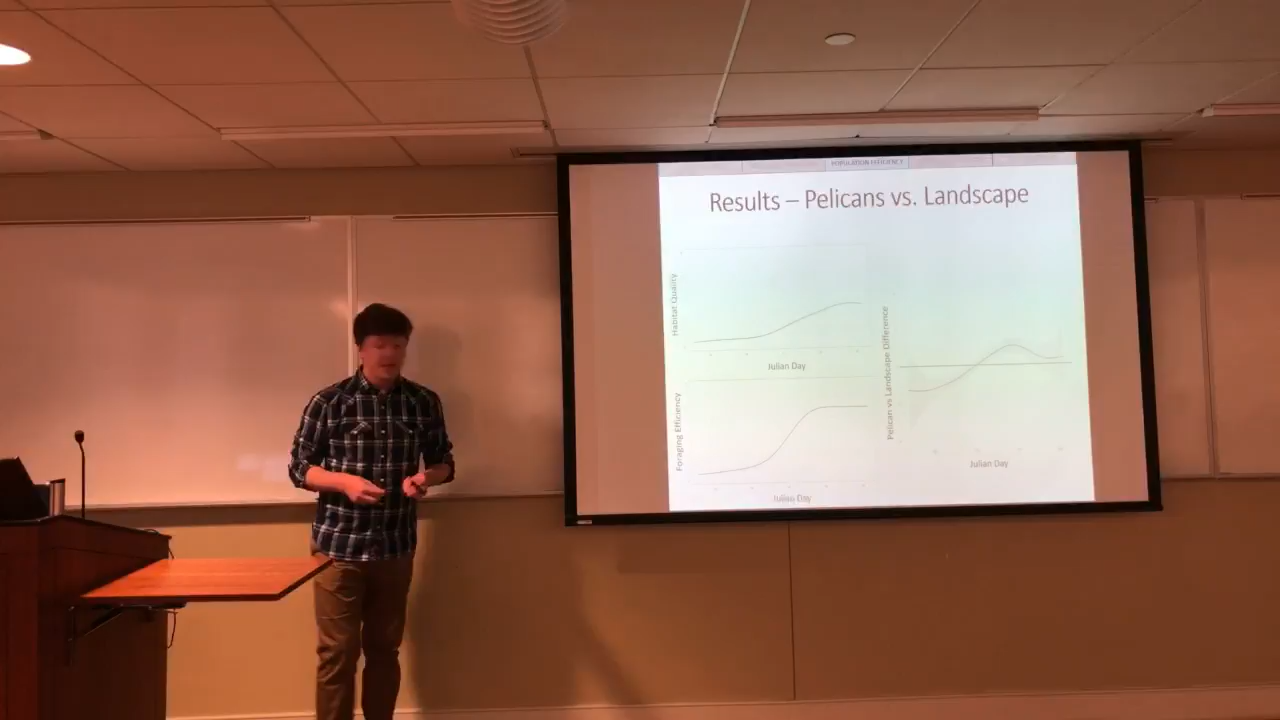 POPULATION EFFICIENCY
Results – Pelicans vs. Landscape
Habitat Quality
Julian Day
Foraging Efficiency
Julian Day
Pelican vs Landscape Difference
Julian Day